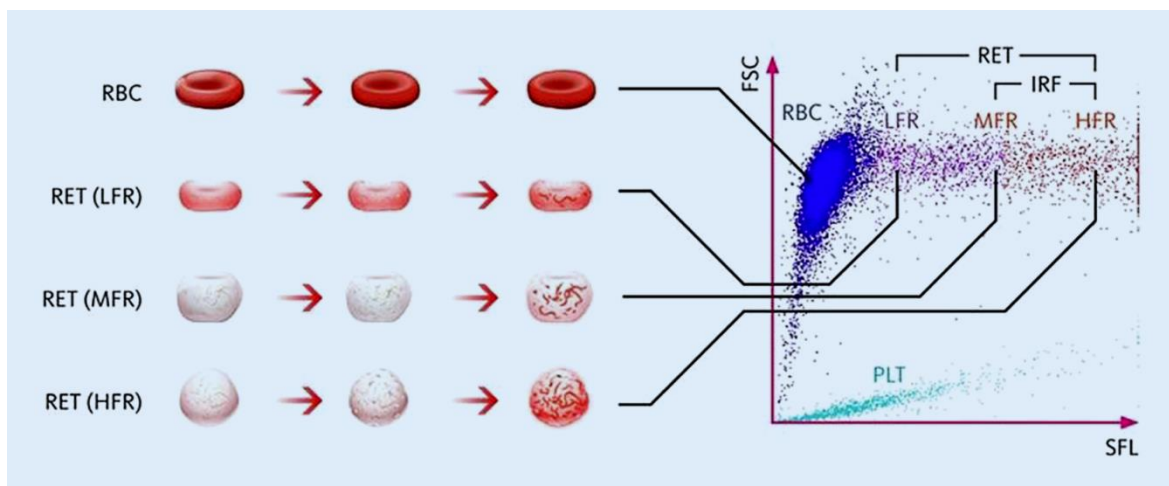 RBC
RET (LFR)
RET (MFR)
RET (HFR)
FSC
RET
IRF
RBC
LFR
MFR
HFR
PLT
SFL